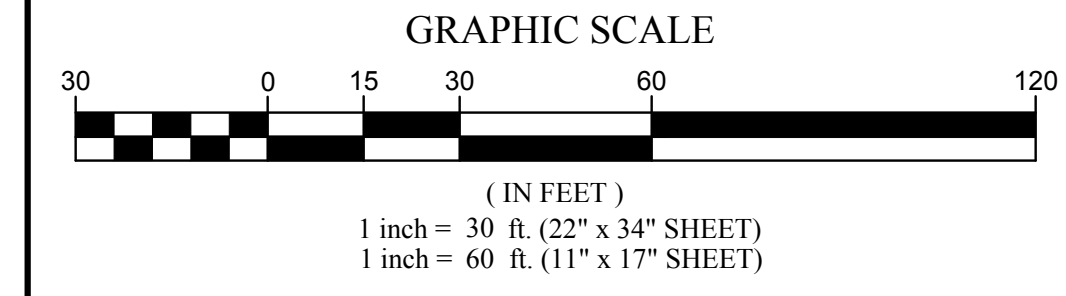 GRAPHIC SCALE
30 0 15 30 60 120
( IN FEET )
1 inch = 30 ft. (22" x 34" SHEET)
1 inch = 60 ft. (11" x 17" SHEET)